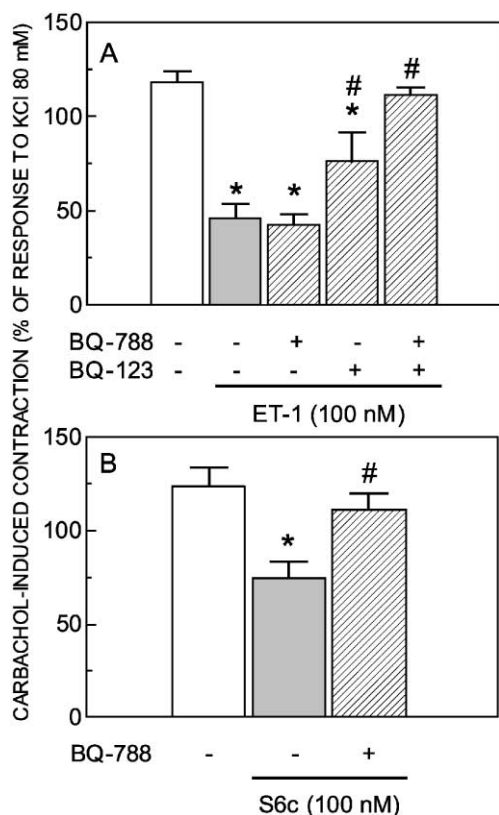 CARBACHOL-INDUCED CONTRACTION (% OF RESPONSE TO KCl 80 mM)
A
150
100
50
0
* * # * #
BQ-788 - - + - +
BQ-123 - - - + +
ET-1 (100 nM)
B
150
100
50
0
* #
BQ-788 - - +
S6c (100 nM)